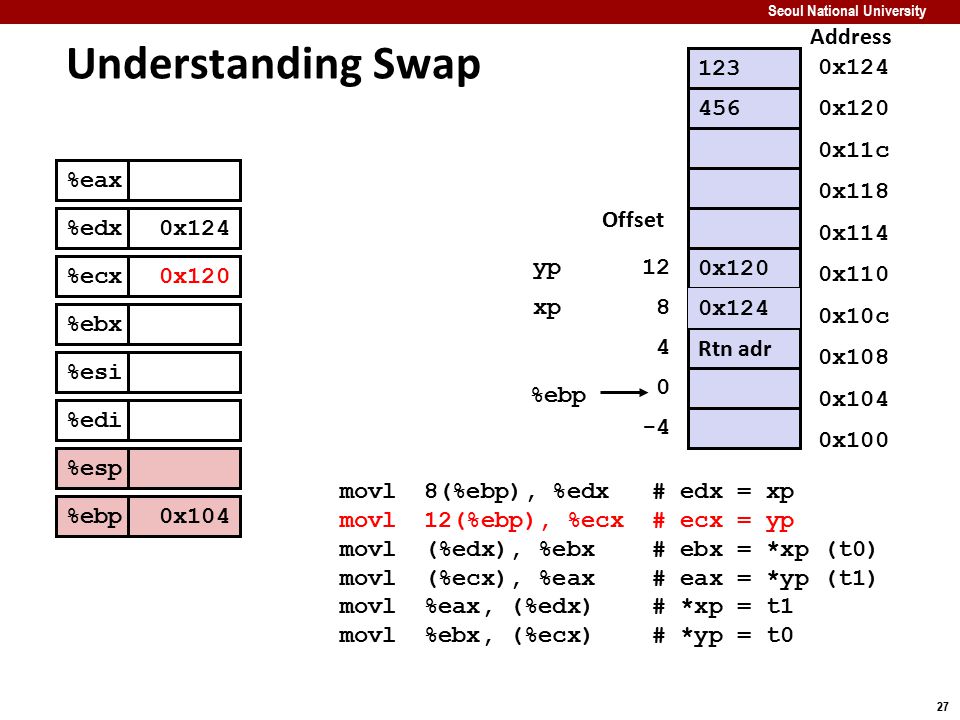 Seoul National University
Understanding Swap
Address
123 0x124
456 0x120
0x11c
0x118
0x114
Offset
yp 12 0x120 0x110
xp 8 0x124 0x10c
4 Rtn adr 0x108
%ebp 0 0x104
-4 0x100
%eax
%edx 0x124
%ecx 0x120
%ebx
%esi
%edi
%esp
%ebp 0x104
movl 8(%ebp), %edx # edx = xp
movl 12(%ebp), %ecx # ecx = yp
movl (%edx), %ebx # ebx = *xp (t0)
movl (%ecx), %eax # eax = *yp (t1)
movl %eax, (%edx) # *xp = t1
movl %ebx, (%ecx) # *yp = t0
27